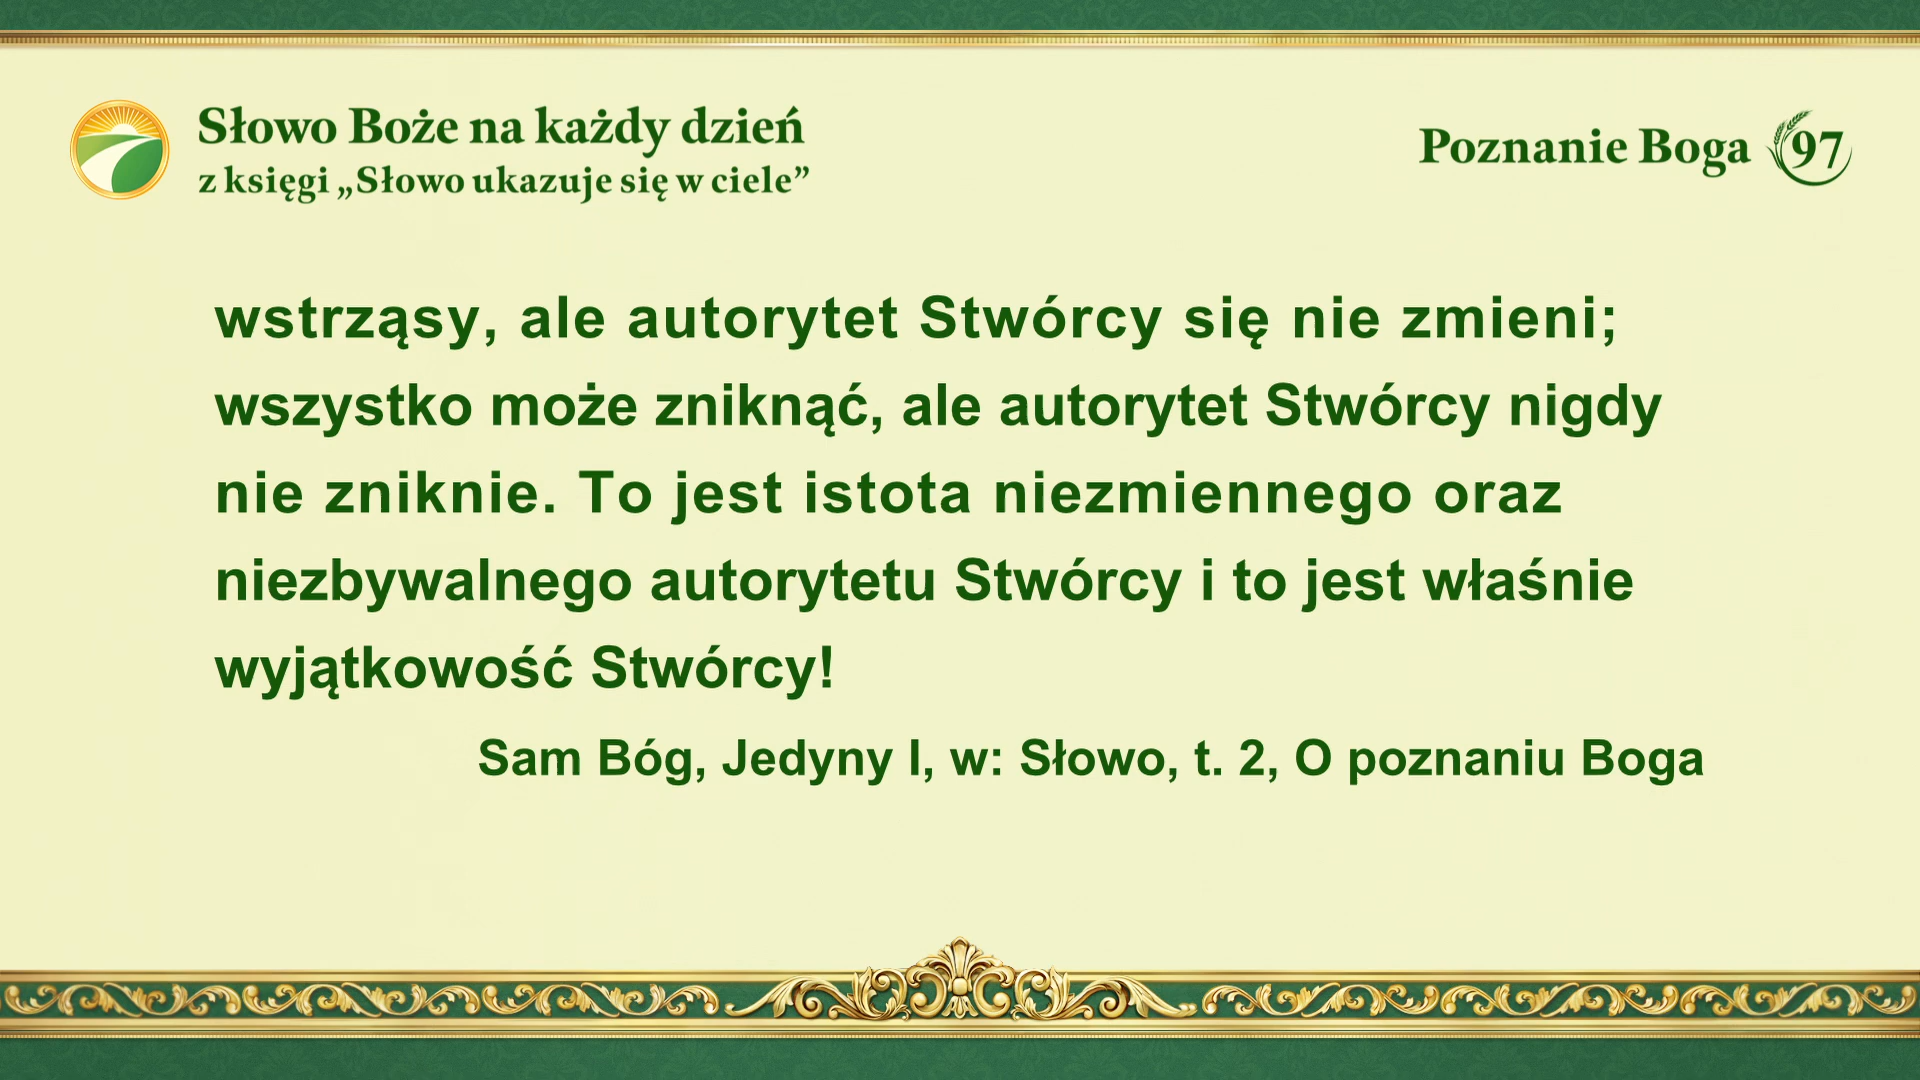 Słowo Boże na każdy dzień
z księgi „Słowo ukazuje się w ciele”
Poznanie Boga 97
wstrząsy, ale autorytet Stwórcy się nie zmieni;
wszystko może zniknąć, ale autorytet Stwórcy nigdy
nie zniknie. To jest istota niezmiennego oraz
niezbywalnego autorytetu Stwórcy i to jest właśnie
wyjątkowość Stwórcy!
Sam Bóg, Jedyny I, w: Słowo, t. 2, O poznaniu Boga